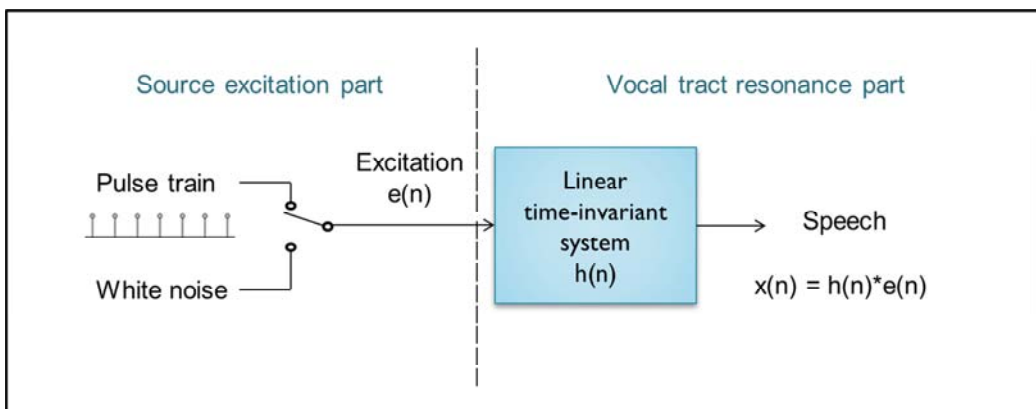 Source excitation part
Vocal tract resonance part
Pulse train
Excitation
e(n)
White noise
Linear
time-invariant
system
h(n)
Speech
x(n) = h(n)*e(n)